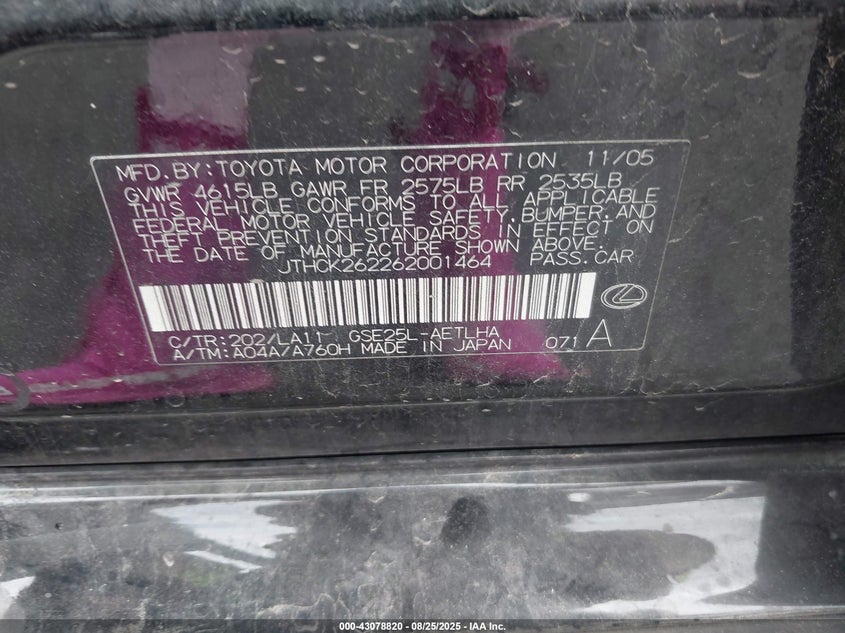 MFD.BY:TOYOTA MOTOR CORPORATION 11/05
GVWR 4615LB GAWR FR 2575LB RR 2535LB
THIS VEHICLE CONFORMS TO ALL APPLICABLE
FEDERAL MOTOR VEHICLE SAFETY,BUMPER,AND
THEFT PREVENTION STANDARDS IN EFFECT ON
THE DATE OF MANUFACTURE SHOWN ABOVE.
JTHCK262262001464 PASS.CAR
C/TR:202/LA11 GSE25L-AETLHA
A/TM:A04A/A760H MADE IN JAPAN 071 A
000-43078820 - 08/25/2025 - IAA Inc.